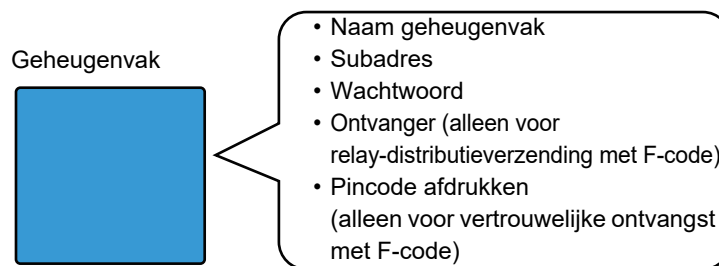 Geheugenvak
• Naam geheugenvak
• Subadres
• Wachtwoord
• Ontvanger (alleen voor
relay-distributieverzending met F-code)
• Pincode afdrukken
(alleen voor vertrouwelijke ontvangst
met F-code)